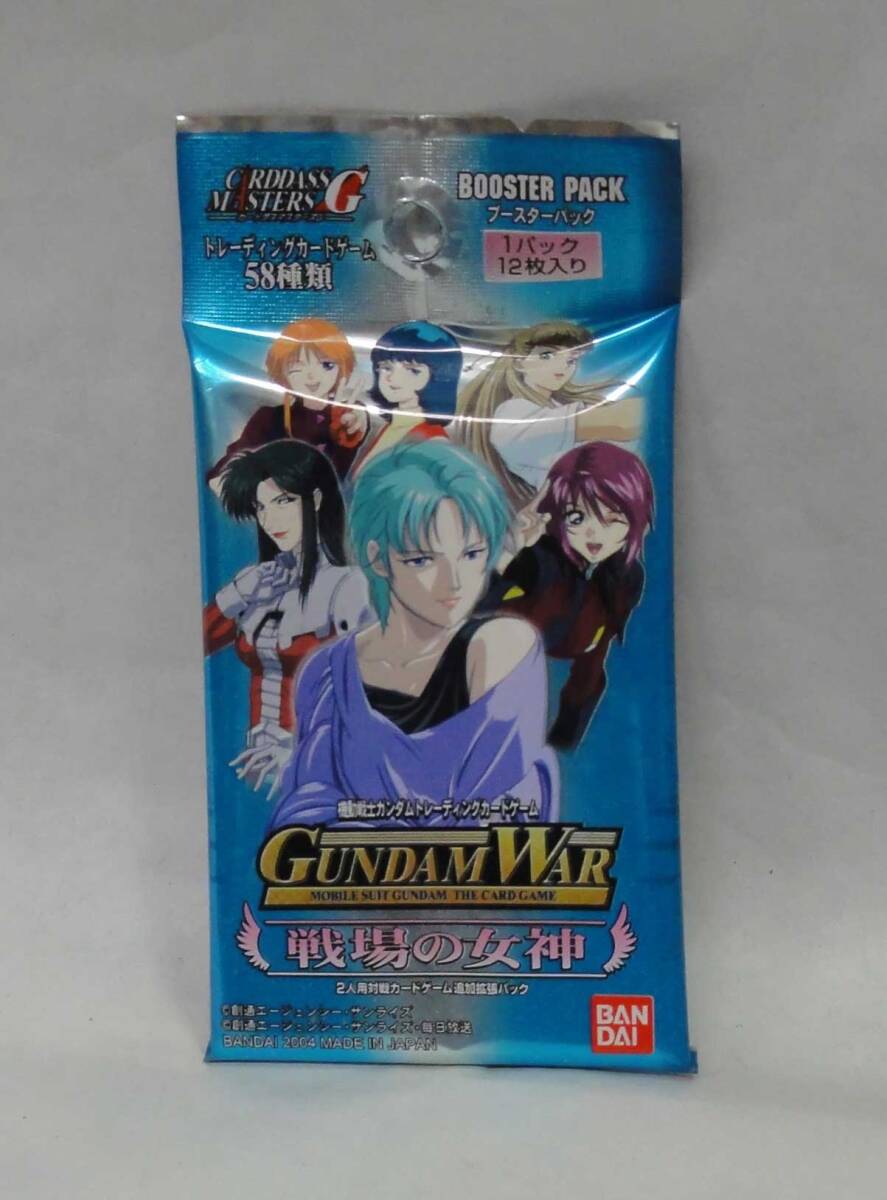 CARDDASS
MASTERS G
カードダスマスターズG
トレーディングカードゲーム
58種類
BOOSTER PACK
ブースターパック
1パック
12枚入り
機動戦士ガンダムトレーディングカードゲーム
GUNDAM WAR
MOBILE SUIT GUNDAM THE CARD GAME
戦場の女神
2人用対戦カードゲーム追加拡張パック
©創通エージェンシー・サンライズ
©創通エージェンシー・サンライズ・毎日放送
BANDAI 2004 MADE IN JAPAN
BAN
DAI